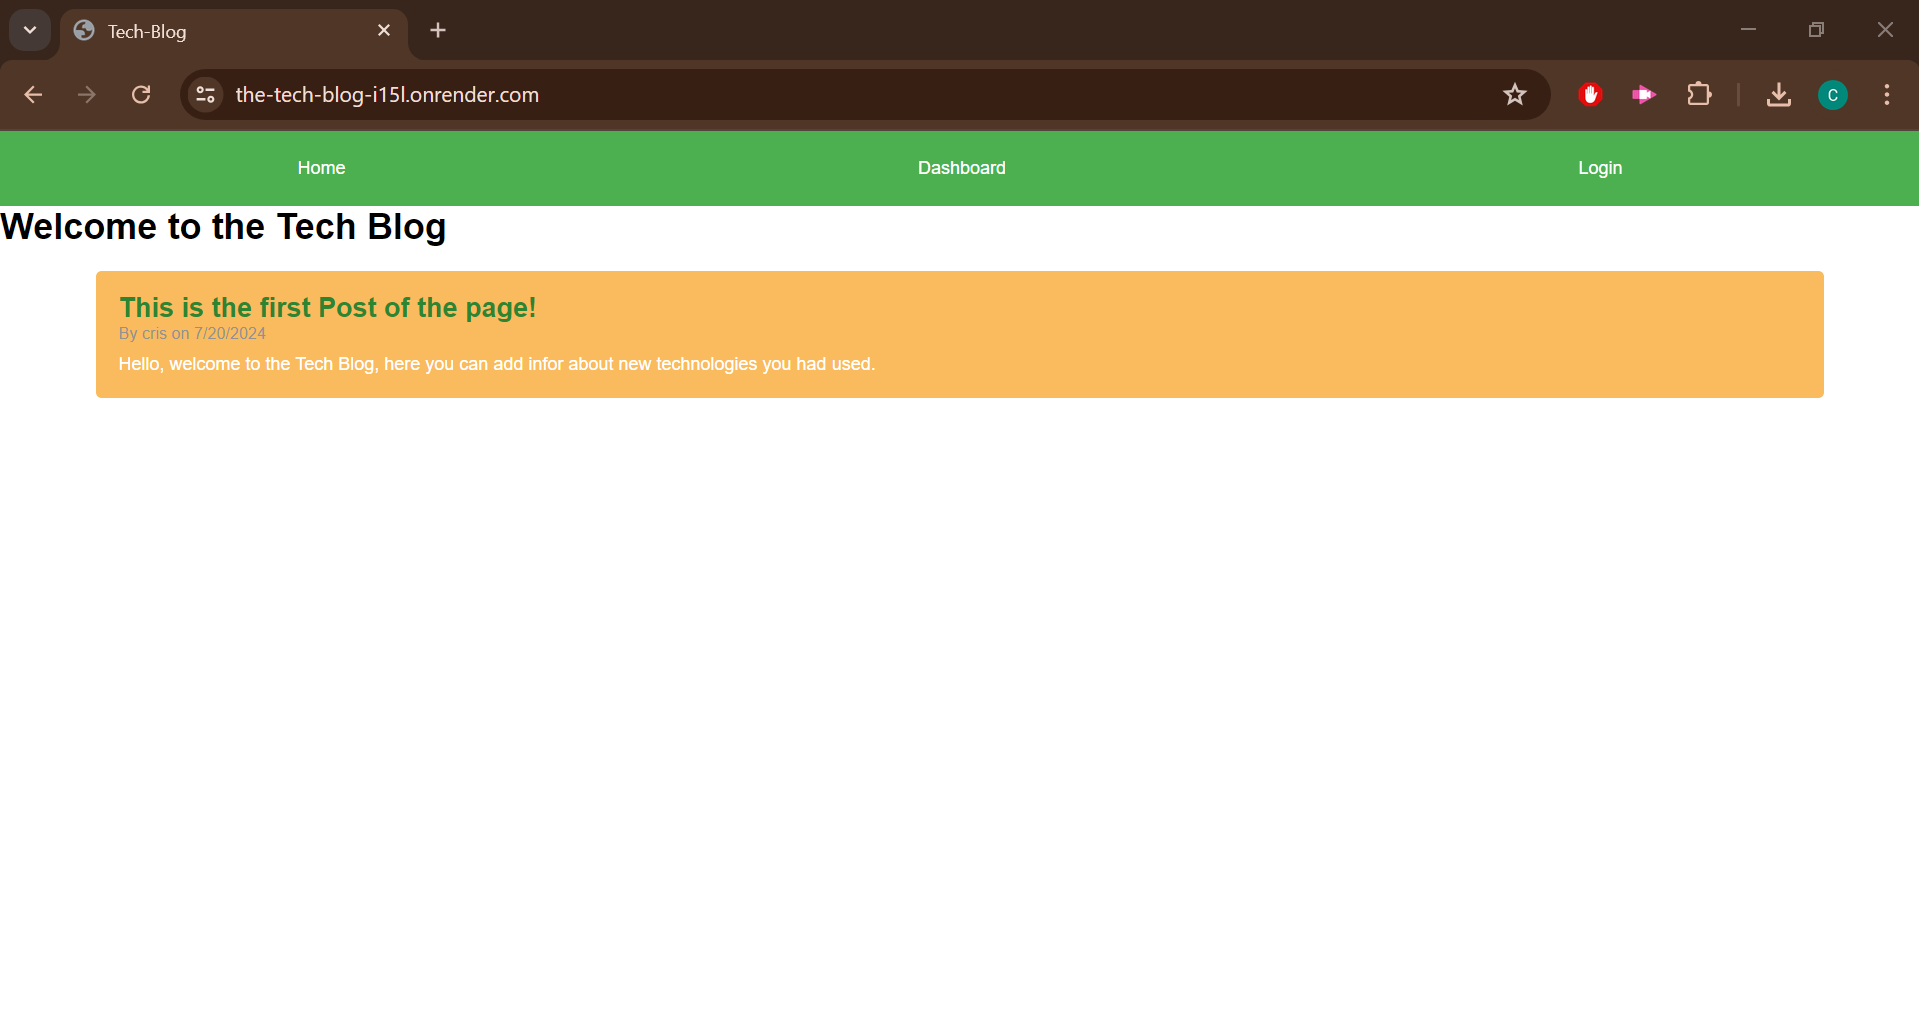 Tech-Blog
the-tech-blog-i15l.onrender.com
C
Home Dashboard Login
Welcome to the Tech Blog
This is the first Post of the page!
By cris on 7/20/2024
Hello, welcome to the Tech Blog, here you can add infor about new technologies you had used.